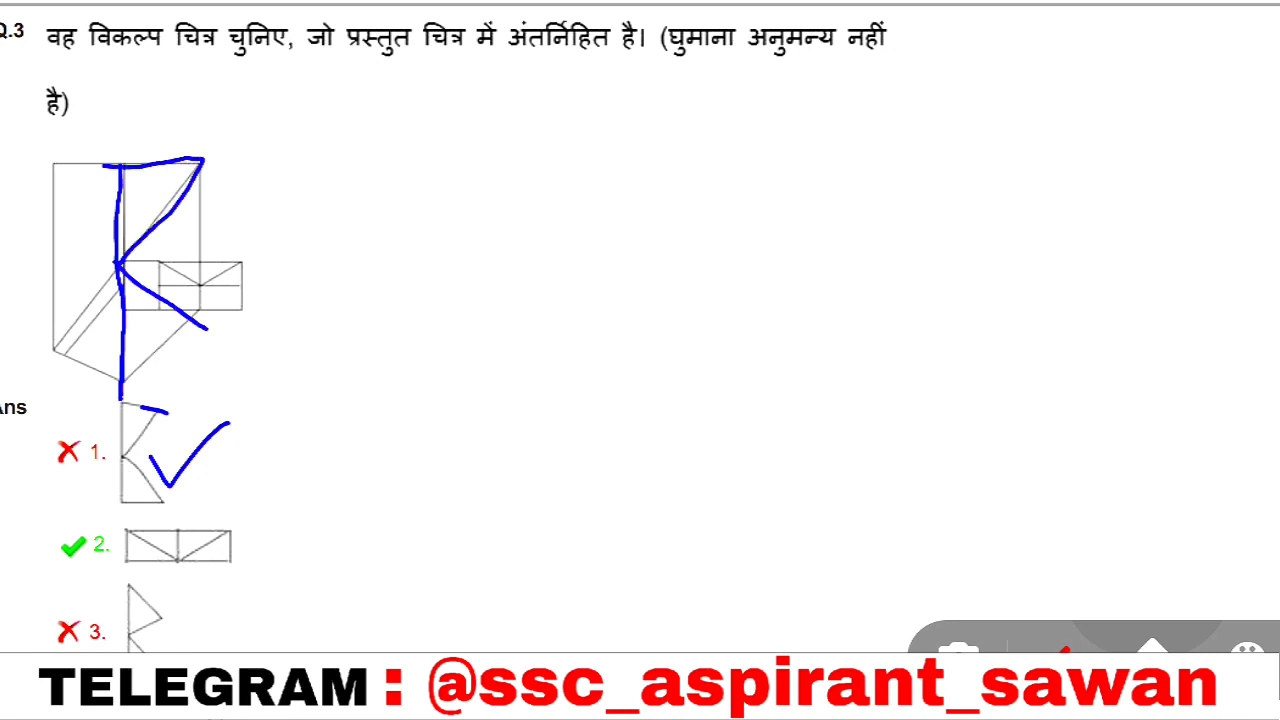 Q.3 वह विकल्प चित्र चुनिए, जो प्रस्तुत चित्र में अंतर्निहित है। (घुमाना अनुमन्य नहीं
है)
Ans
1.
2.
3.
TELEGRAM : @ssc_aspirant_sawan